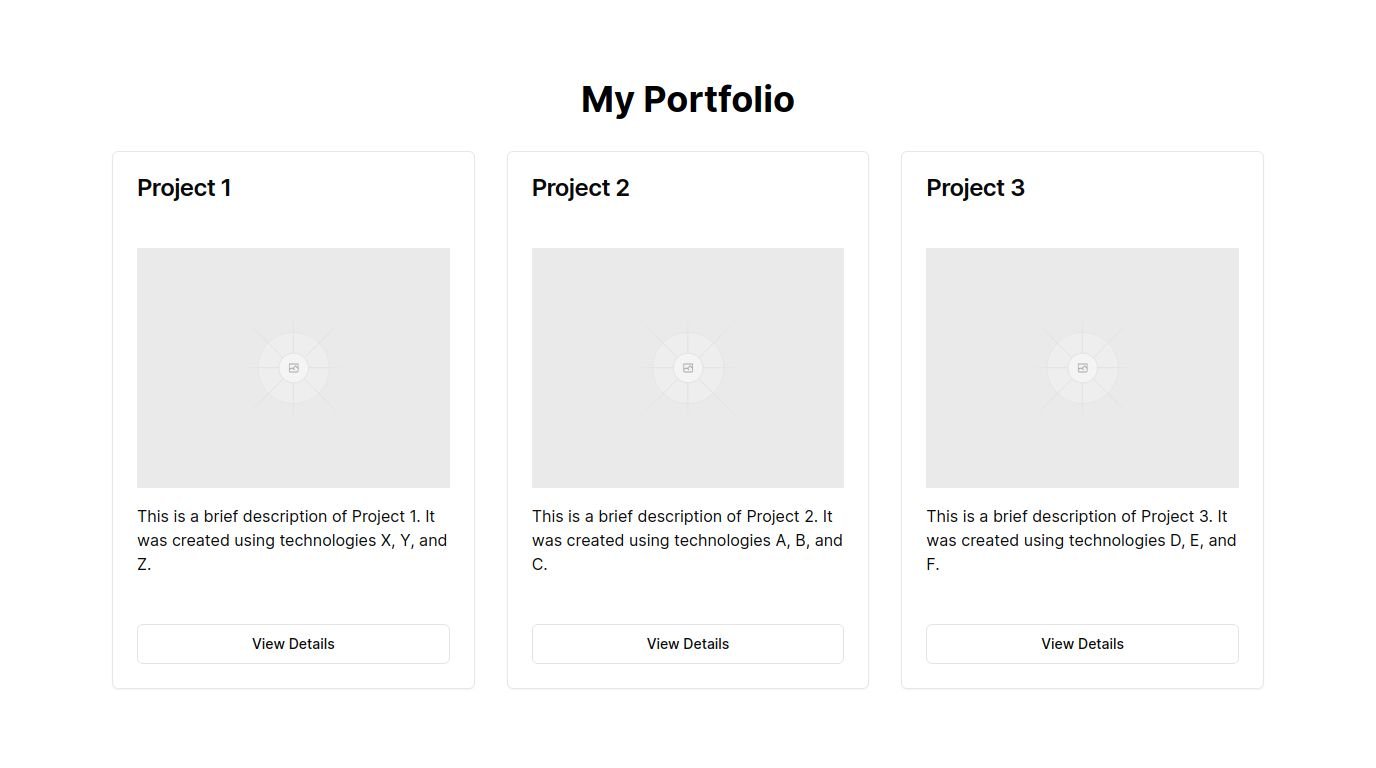 My Portfolio
Project 1
This is a brief description of Project 1. It
was created using technologies X, Y, and
Z.
View Details
Project 2
This is a brief description of Project 2. It
was created using technologies A, B, and
C.
View Details
Project 3
This is a brief description of Project 3. It
was created using technologies D, E, and
F.
View Details